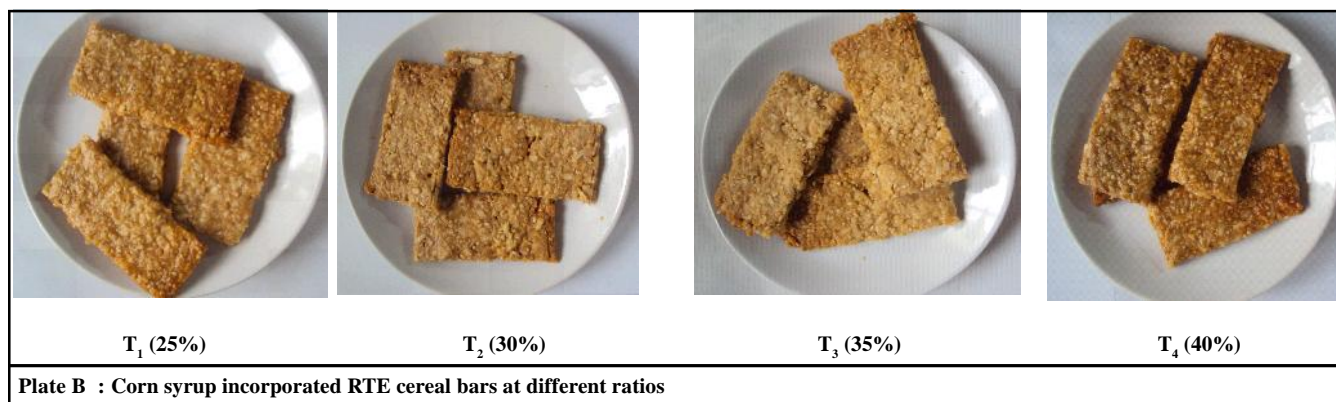 T1 (25%) T2 (30%) T3 (35%) T4 (40%)
Plate B : Corn syrup incorporated RTE cereal bars at different ratios